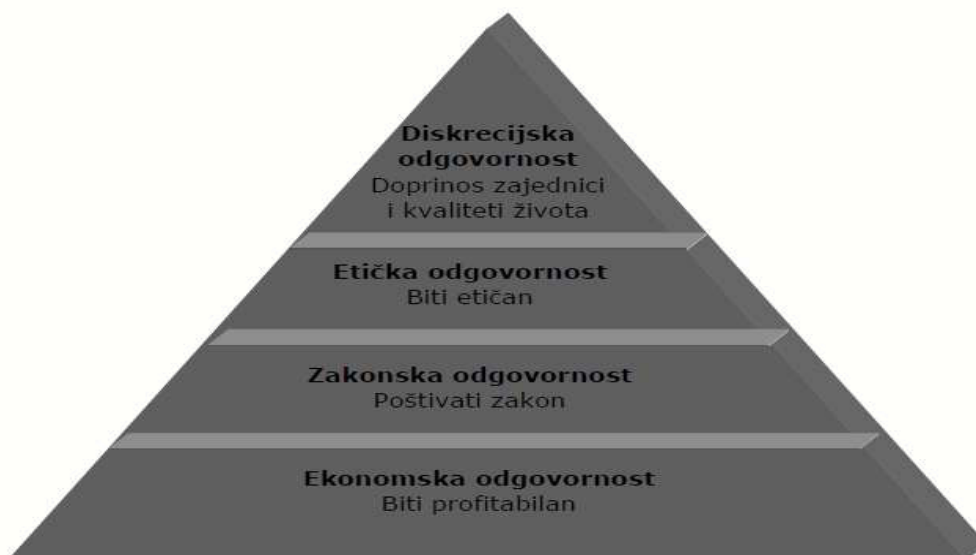 Diskrecijska
odgovornost
Doprinos zajednici
i kvaliteti života
Etička odgovornost
Biti etičan
Zakonska odgovornost
Poštivati zakon
Ekonomska odgovornost
Biti profitabilan